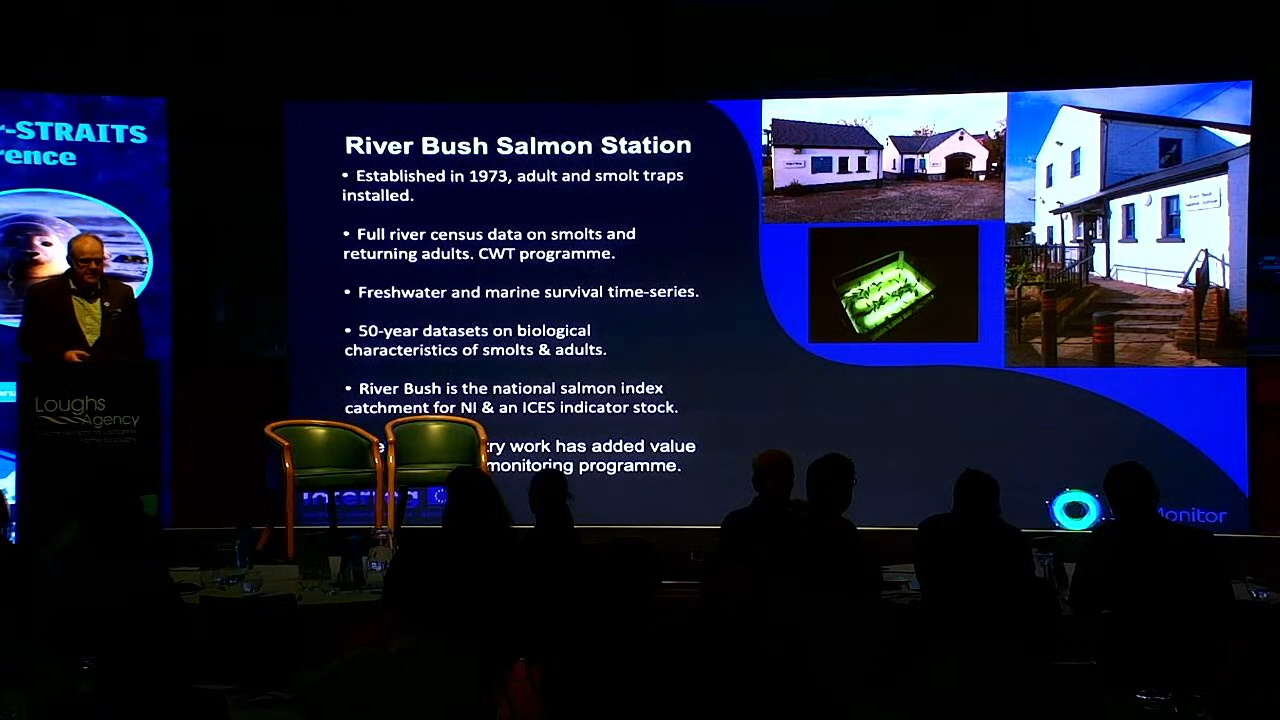 r-STRAITS
rence
Loughs
Agency
River Bush Salmon Station
• Established in 1973, adult and smolt traps
installed.
• Full river census data on smolts and
returning adults. CWT programme.
• Freshwater and marine survival time-series.
• 50-year datasets on biological
characteristics of smolts & adults.
• River Bush is the national salmon index
catchment for NI & an ICES indicator stock.
ry work has added value
monitoring programme.
Interreg
Monitor
River Bush